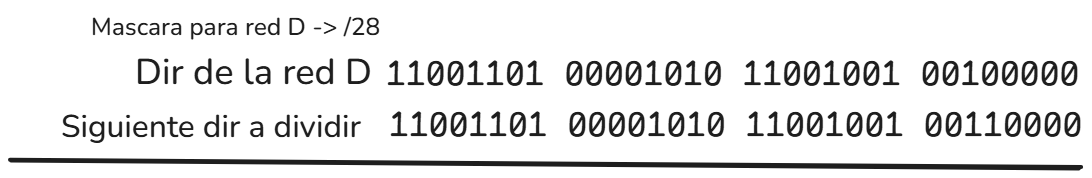 Mascara para red D -> /28
Dir de la red D 11001101 00001010 11001001 00100000
Siguiente dir a dividir 11001101 00001010 11001001 00110000